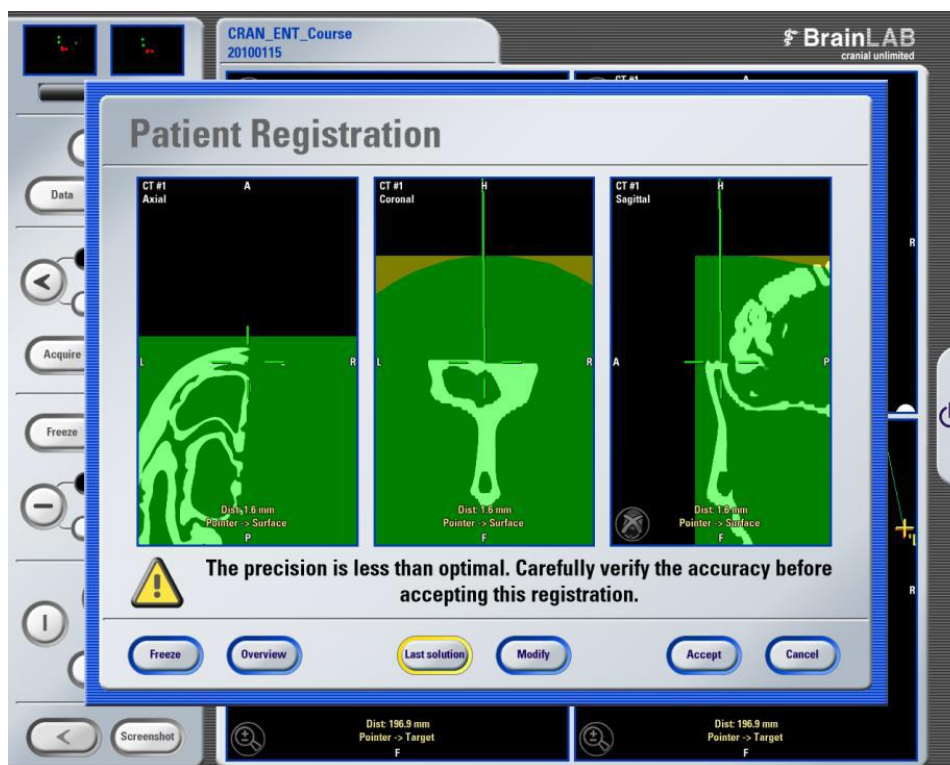 CRAN_ENT_Course
20100115
BrainLAB
cranial unlimited
CT #1
A
Patient Registration
CT #1
Axial
A
CT #1
Coronal
H
CT #1
Sagittal
H
Data
R
Acquire
L
R
L
R
A
P
Freeze
Dist: 1.6 mm
Pointer -> Surface
P
Dist: 1.6 mm
Pointer -> Surface
F
Dist: 1.6 mm
Pointer -> Surface
F
The precision is less than optimal. Carefully verify the accuracy before
accepting this registration.
R
Freeze
Overview
Last solution
Modify
Accept
Cancel
Screenshot
Dist: 196.9 mm
Pointer -> Target
F
Dist: 196.9 mm
Pointer -> Target
F